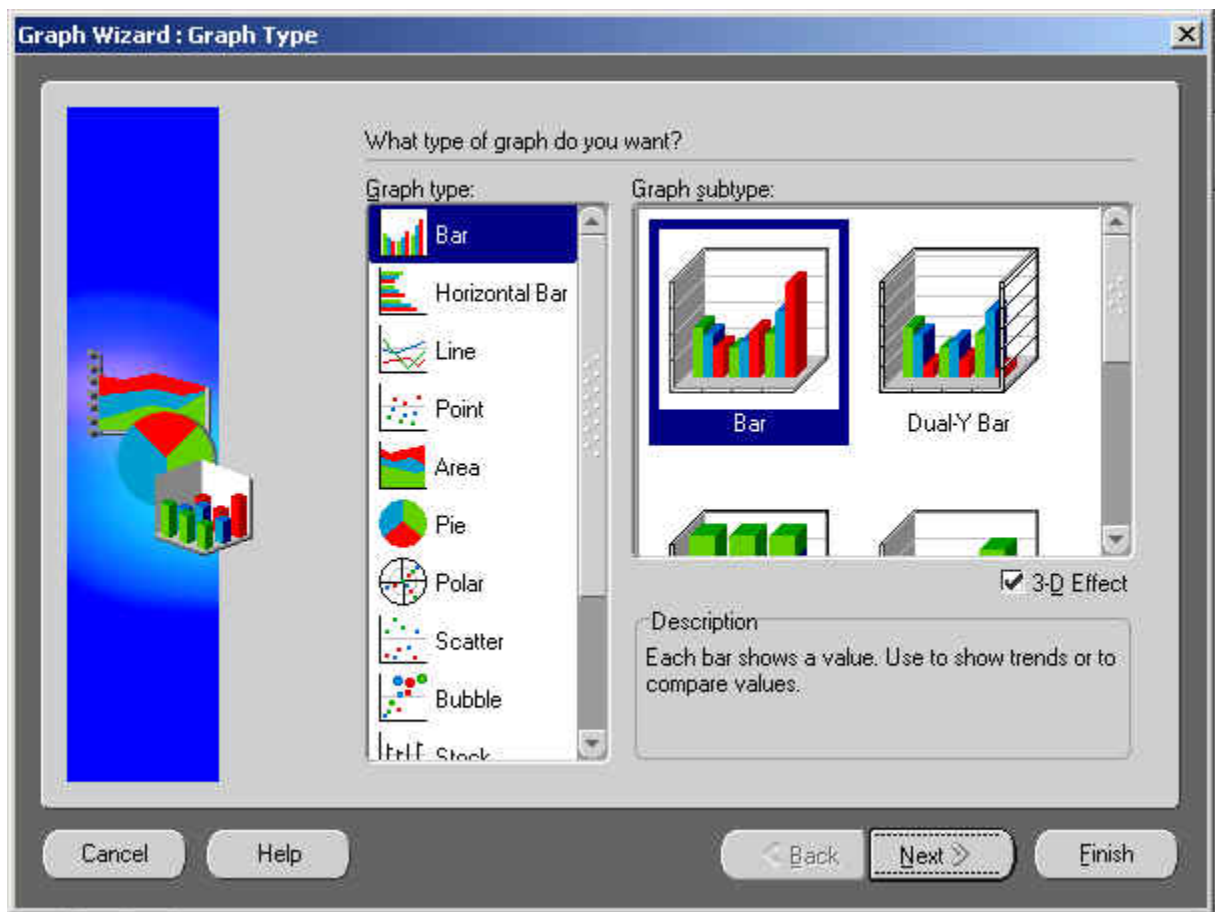 Graph Wizard : Graph Type
What type of graph do you want?
Graph type:
Bar
Horizontal Bar
Line
Point
Area
Pie
Polar
Scatter
Bubble
Stock
Graph subtype:
Bar
Dual-Y Bar
3-D Effect
Description
Each bar shows a value. Use to show trends or to
compare values.
Cancel
Help
Back
Next
Finish